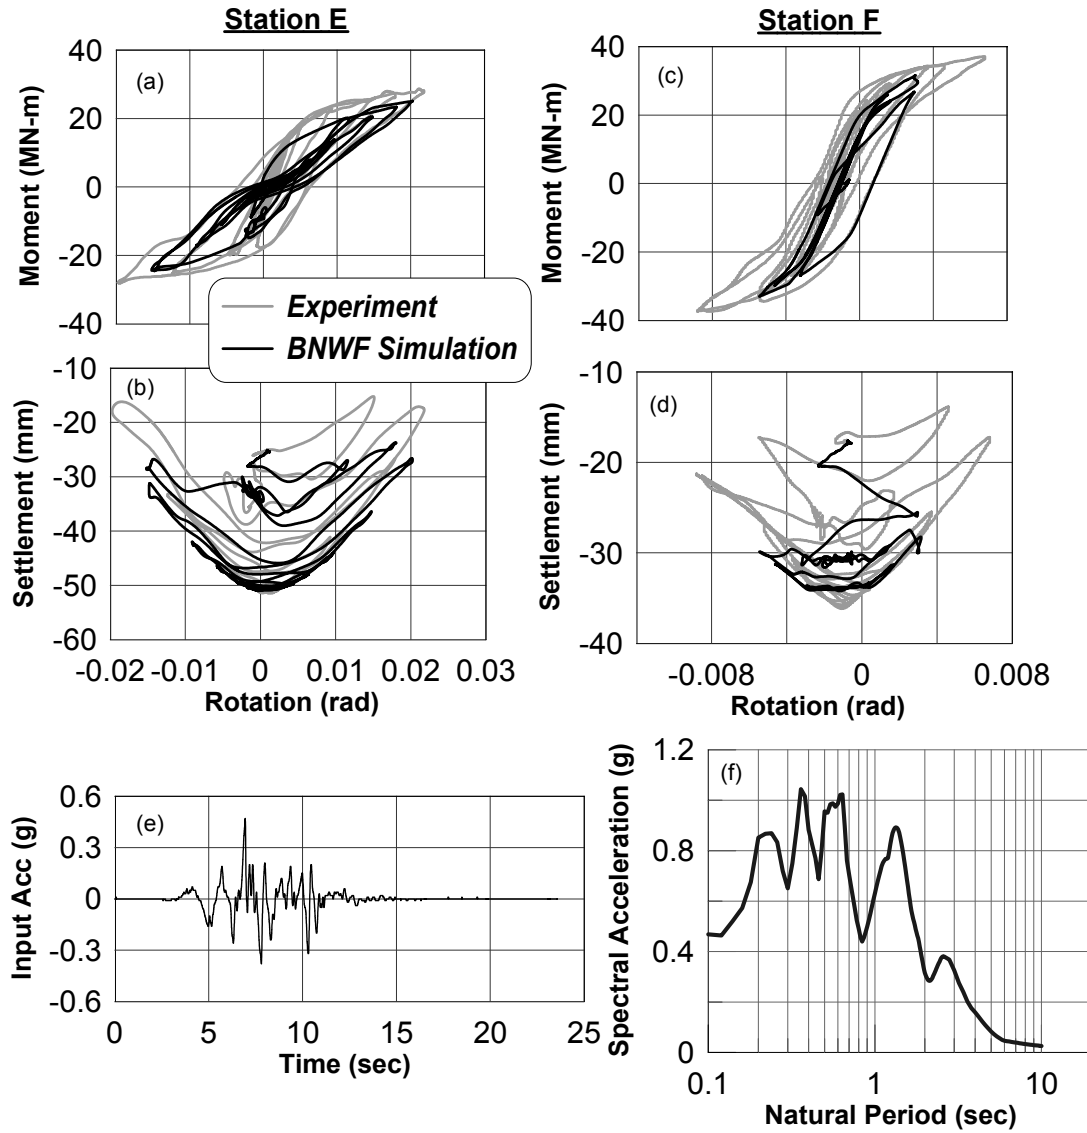 Station E
Station F
Moment (MN-m)
40
20
0
-20
-40
(a)
Moment (MN-m)
40
20
0
-20
-40
(c)
Experiment
BNWF Simulation
Settlement (mm)
-10
-20
-30
-40
-50
-60
(b)
-0.02 -0.01 0 0.01 0.02 0.03
Rotation (rad)
Settlement (mm)
-10
-20
-30
-40
(d)
-0.008 0 0.008
Rotation (rad)
Input Acc (g)
0.6
0.3
0
-0.3
-0.6
(e)
0 5 10 15 20 25
Time (sec)
Spectral Acceleration (g)
1.2
0.8
0.4
0
(f)
0.1 1 10
Natural Period (sec)